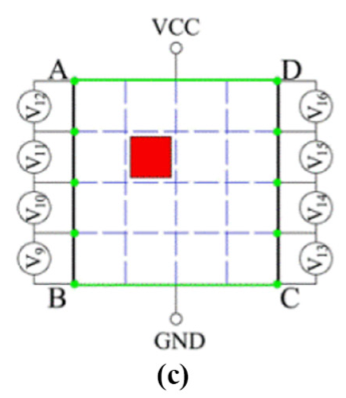 VCC
A D
V12 V16
V11 V15
V10 V14
V9 V13
B C
GND
(c)